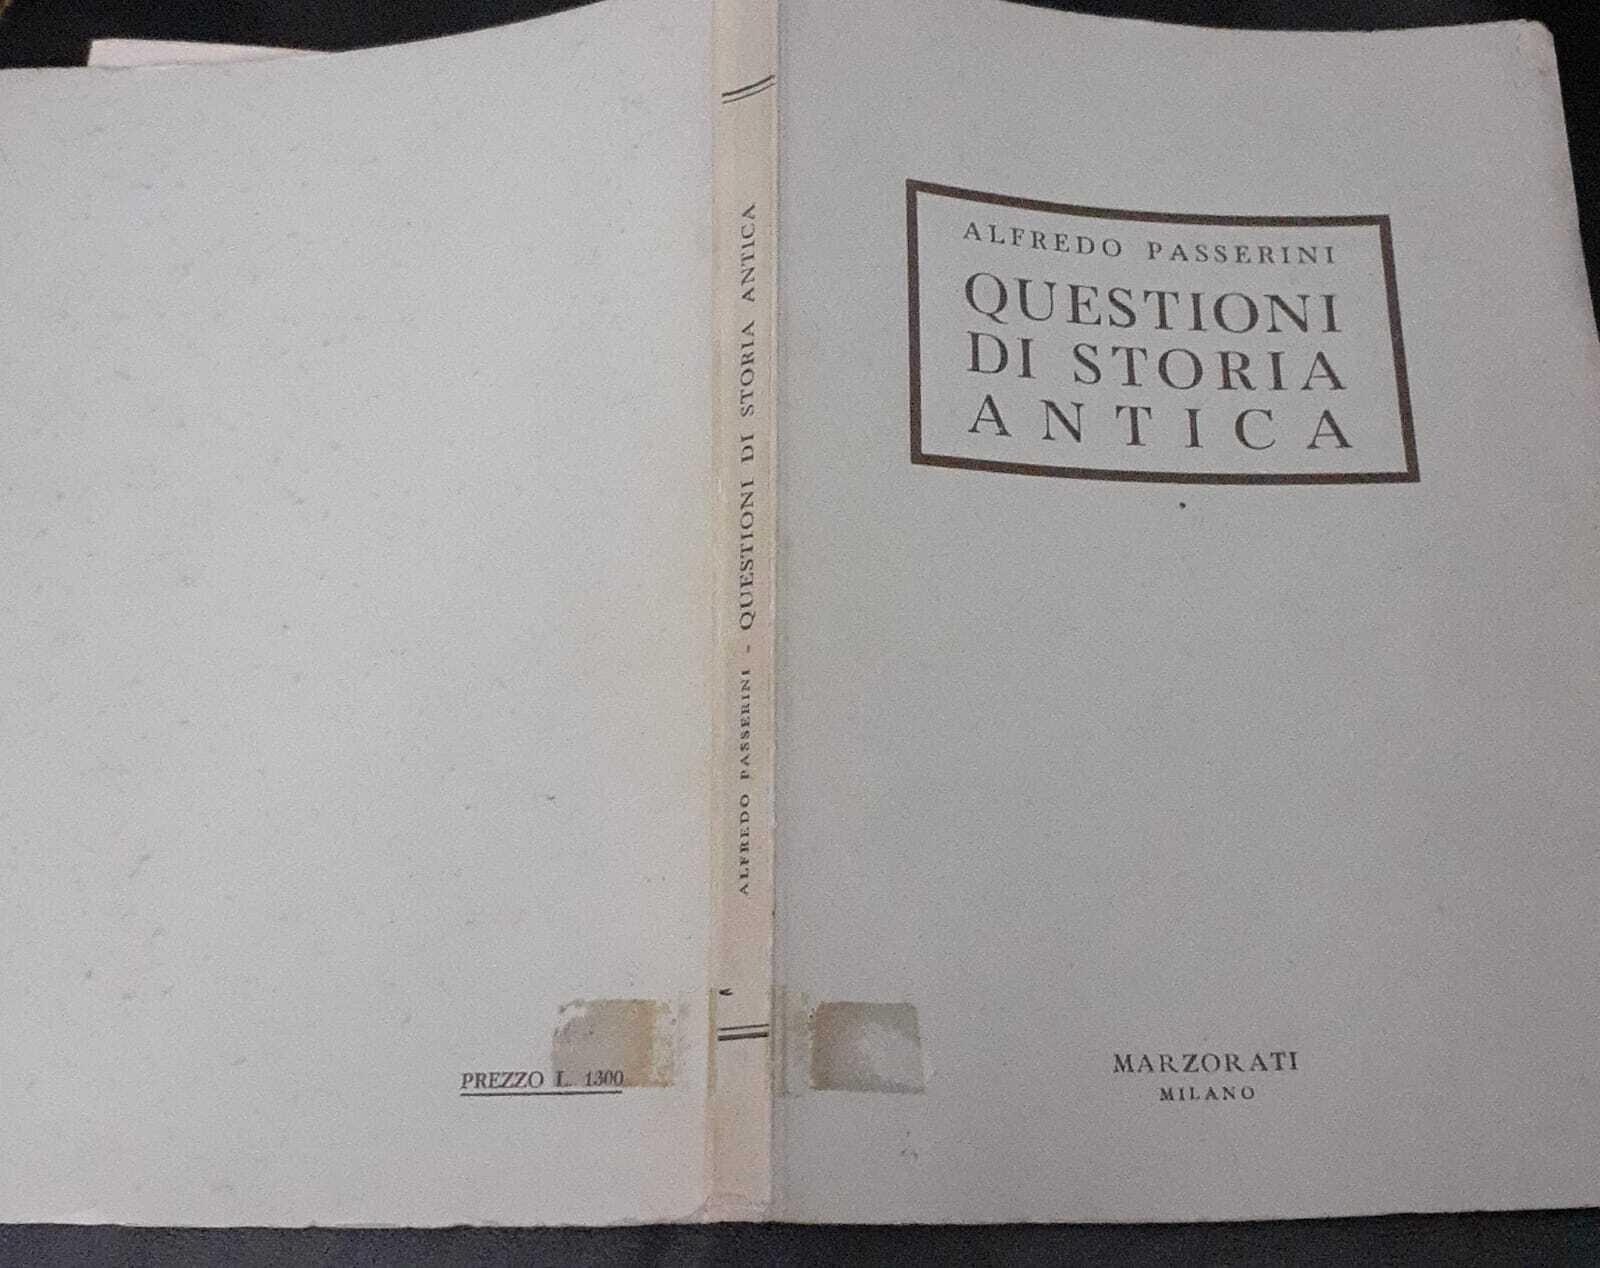 PREZZO L. 1300
ALFREDO PASSERINI - QUESTIONI DI STORIA ANTICA
ALFREDO PASSERINI
QUESTIONI
DI STORIA
ANTICA
MARZORATI
MILANO